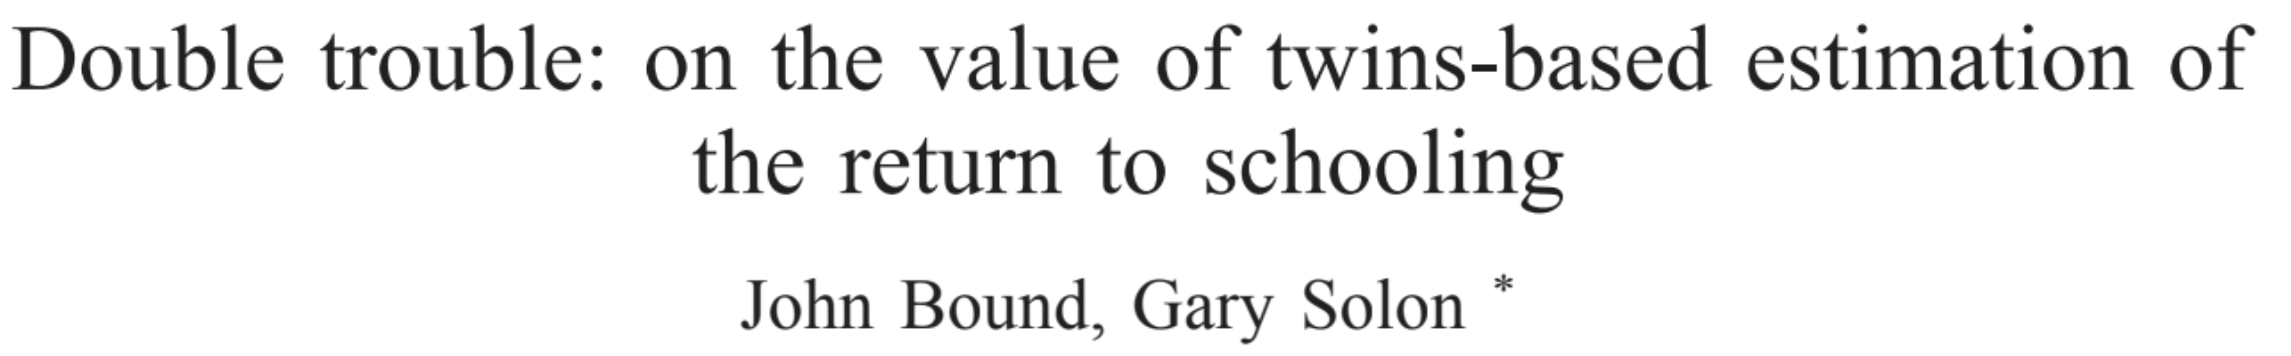 Double trouble: on the value of twins-based estimation of
the return to schooling
John Bound, Gary Solon *